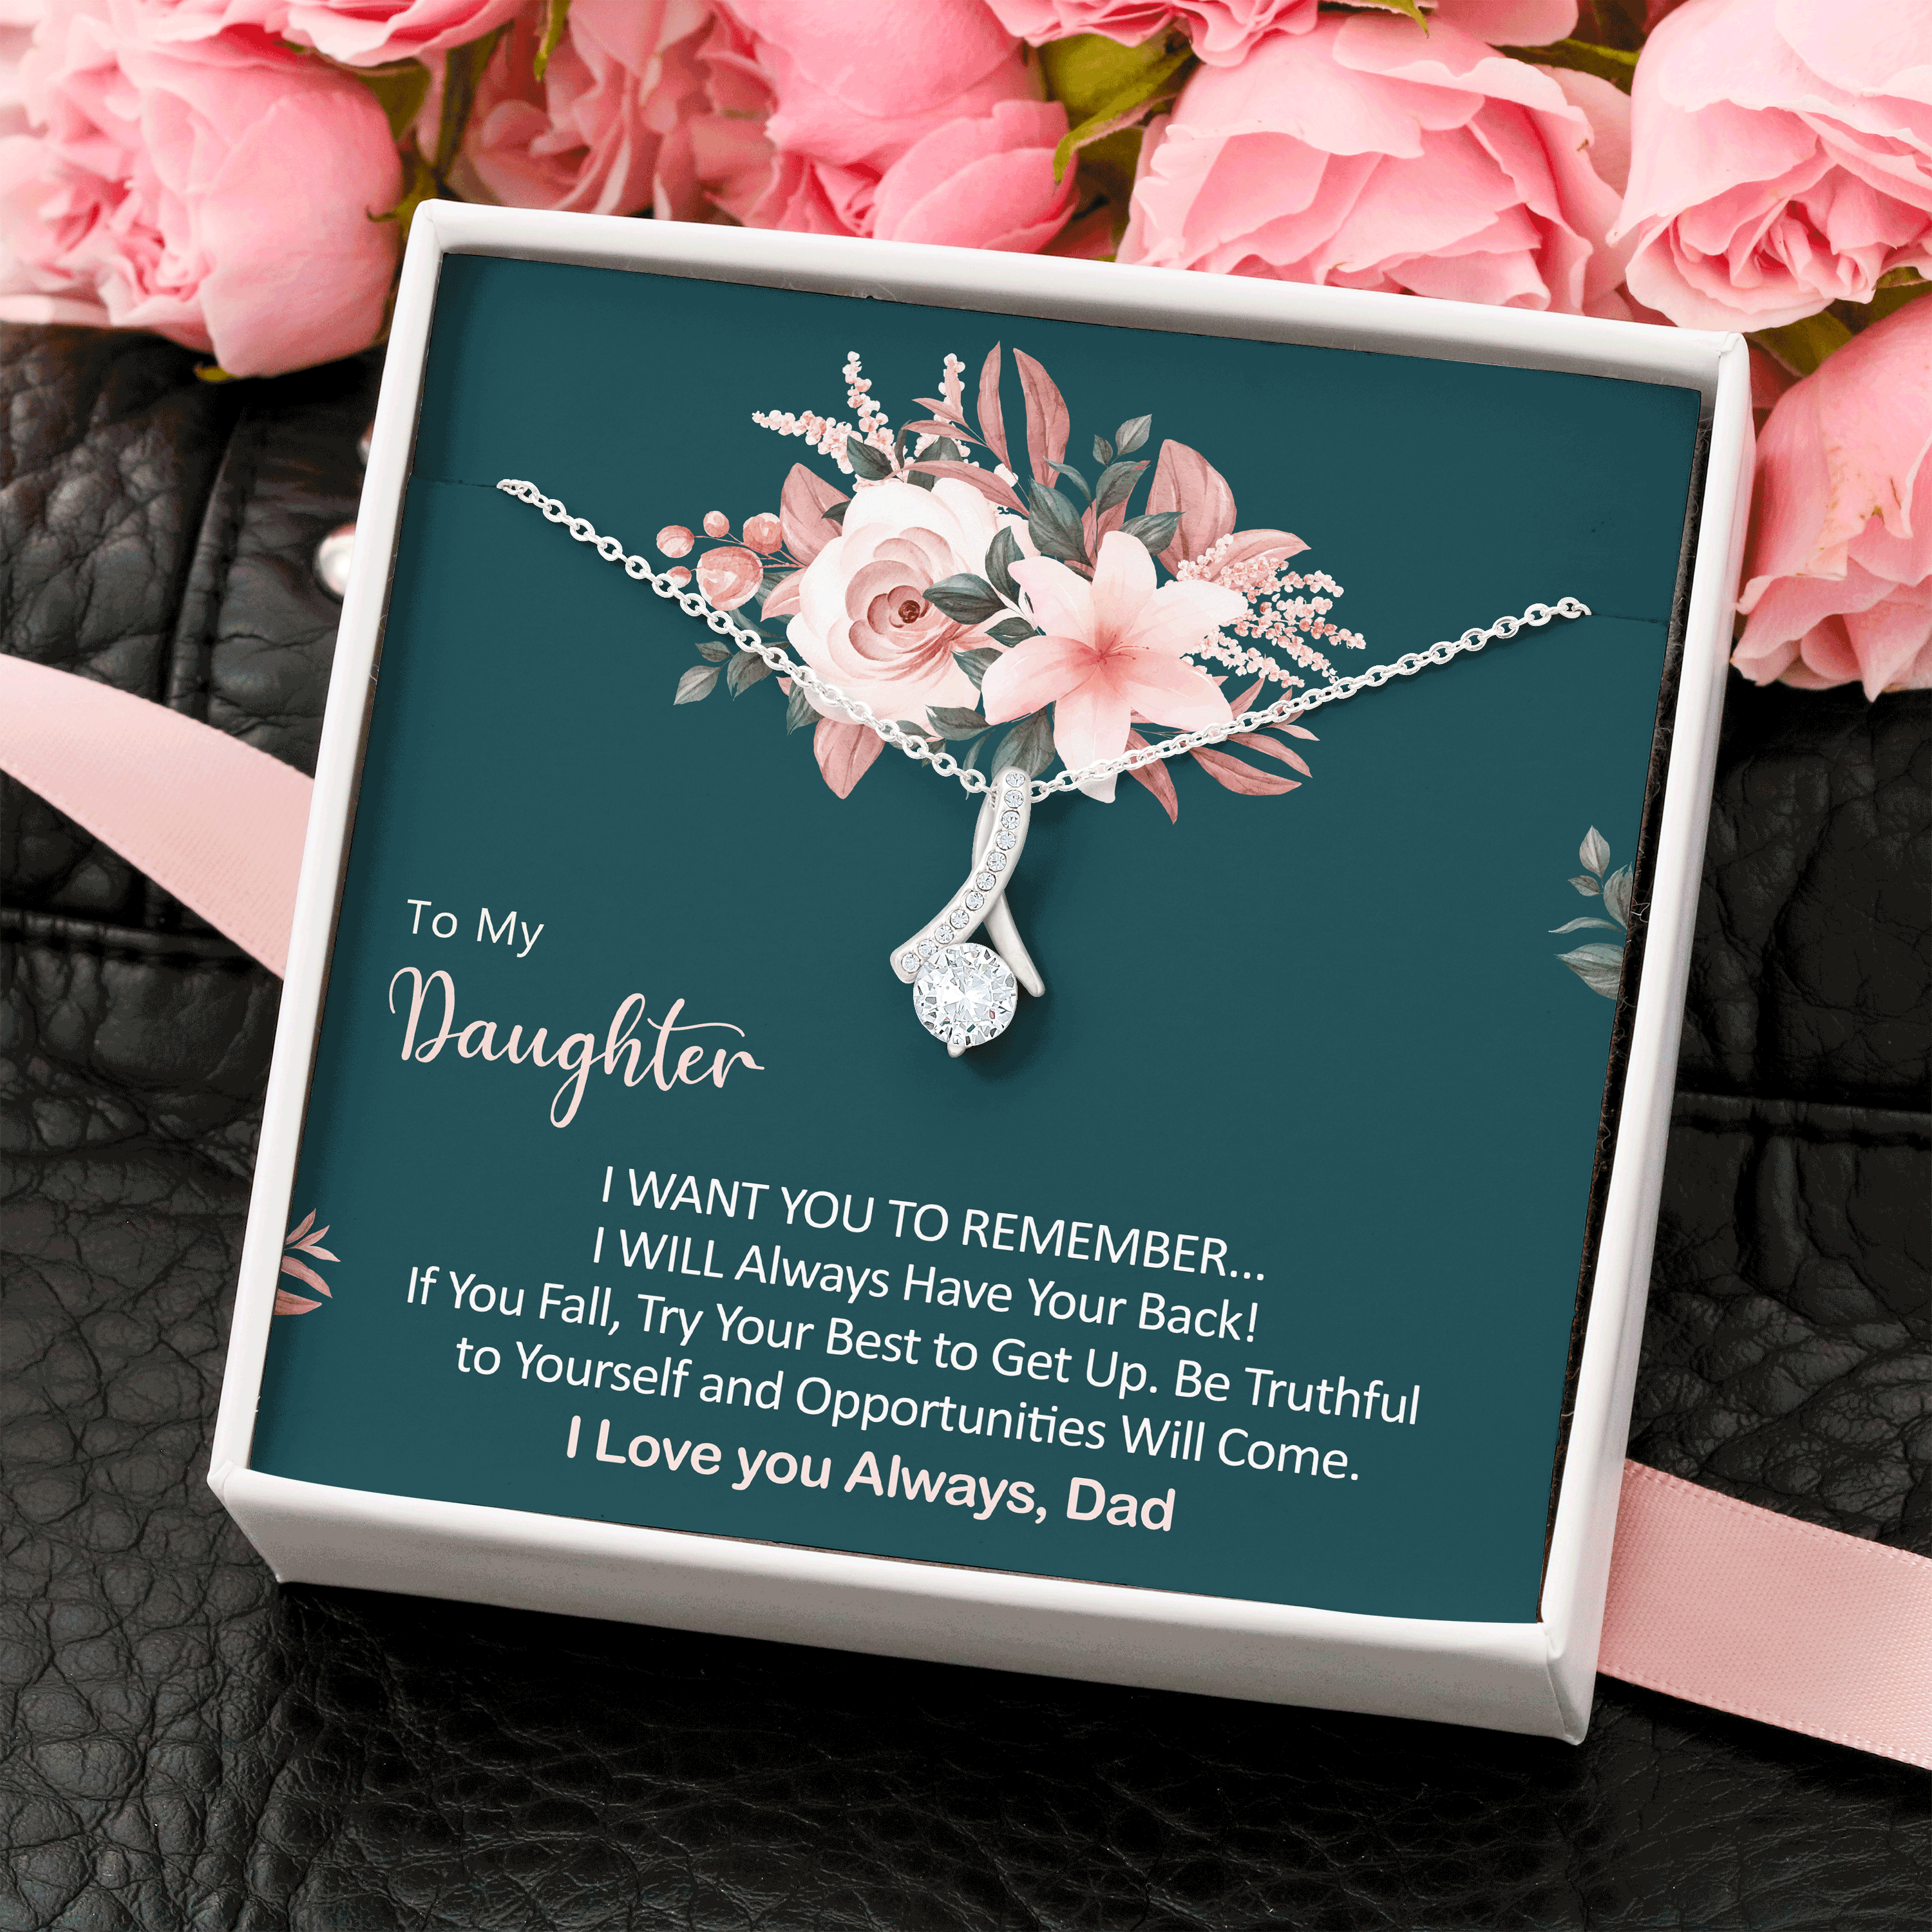 To My
Daughter
I WANT YOU TO REMEMBER...
I WILL Always Have Your Back!
If You Fall, Try Your Best to Get Up. Be Truthful
to Yourself and Opportunities Will Come.
I Love you Always, Dad